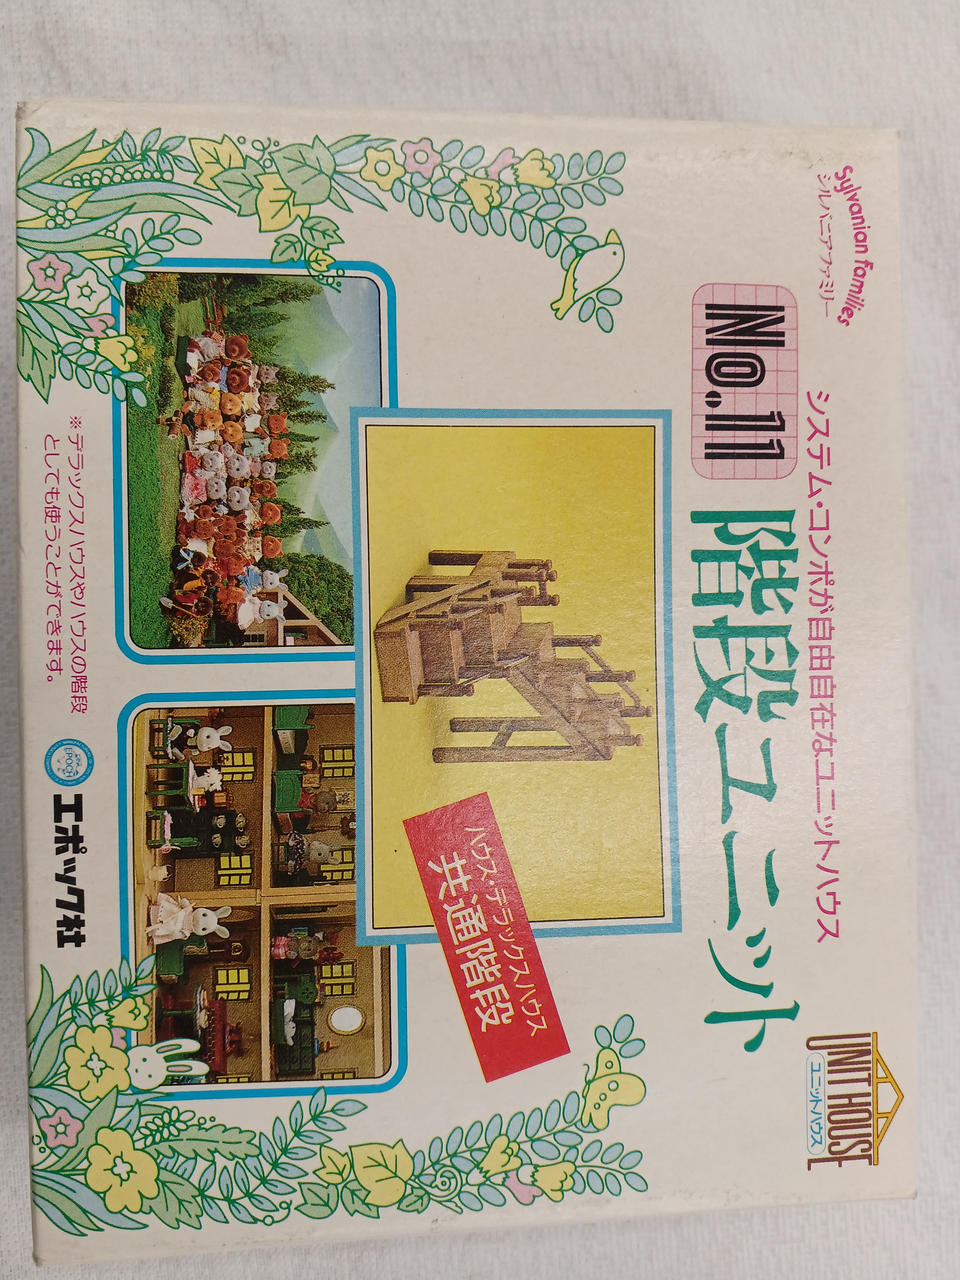 Sylvanian Families
シルバニアファミリー
システム・コンポが自由自在なユニットハウス
UNIT HOUSE
ユニットハウス
No.11
階段ユニット
ハウス・デラックスハウス
共通階段
※デラックスハウスやハウスの階段
としても使うことができます。
EPOCH
エポック社